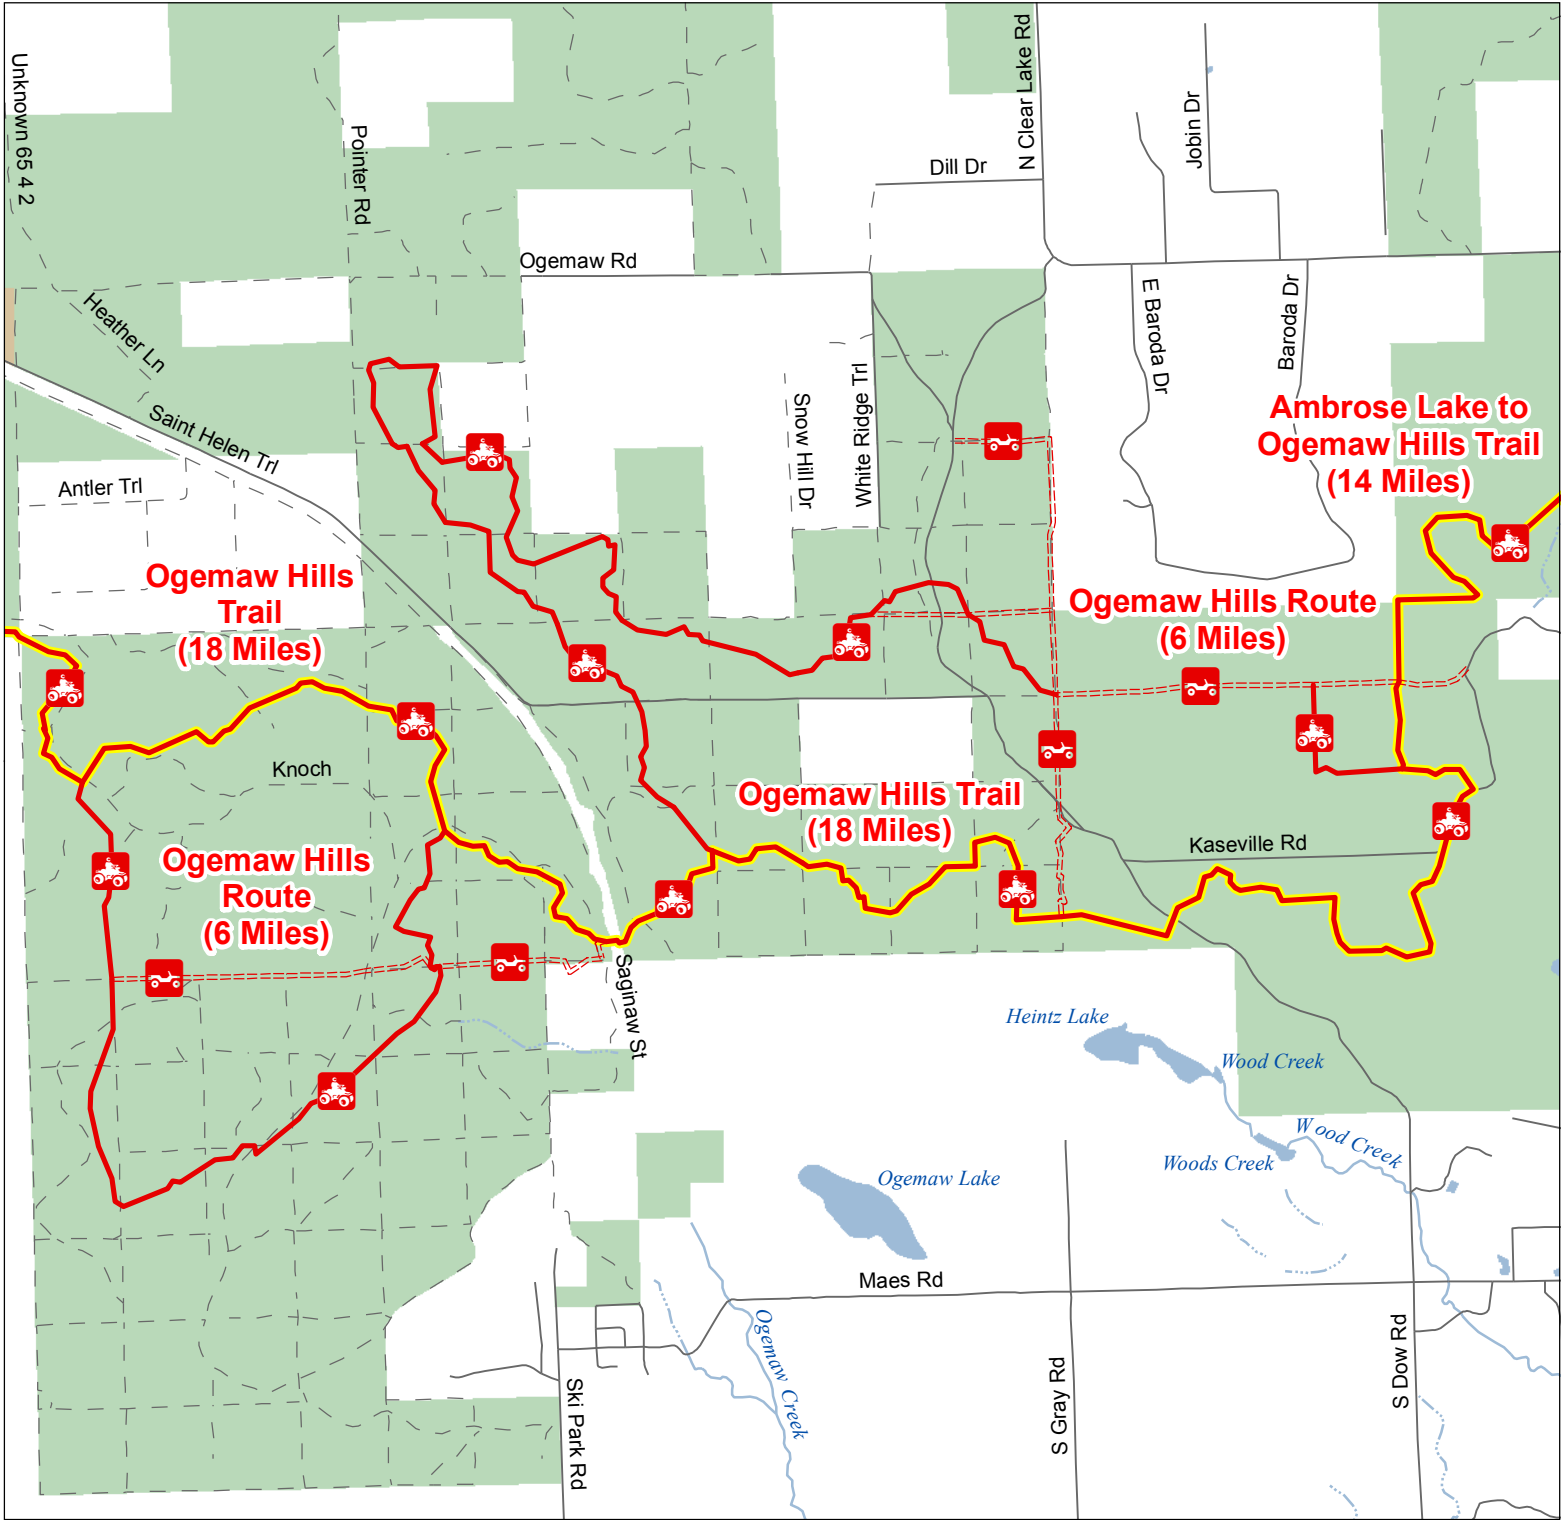 Unknown 65 4 2
Pointer Rd
N Clear Lake Rd
Jobin Dr
Dill Dr
Ogemaw Rd
Heather Ln
E Baroda Dr
Baroda Dr
Saint Helen Trl
Antler Trl
Snow Hill Dr
White Ridge Trl
Ambrose Lake to
Ogemaw Hills Trail
(14 Miles)
Ogemaw Hills
Trail
(18 Miles)
Ogemaw Hills Route
(6 Miles)
Knoch
Ogemaw Hills Trail
(18 Miles)
Kaseville Rd
Ogemaw Hills
Route
(6 Miles)
Saginaw St
Heintz Lake
Wood Creek
Wood Creek
Woods Creek
Ogemaw Lake
Maes Rd
Ogemaw Creek
Ski Park Rd
S Gray Rd
S Dow Rd